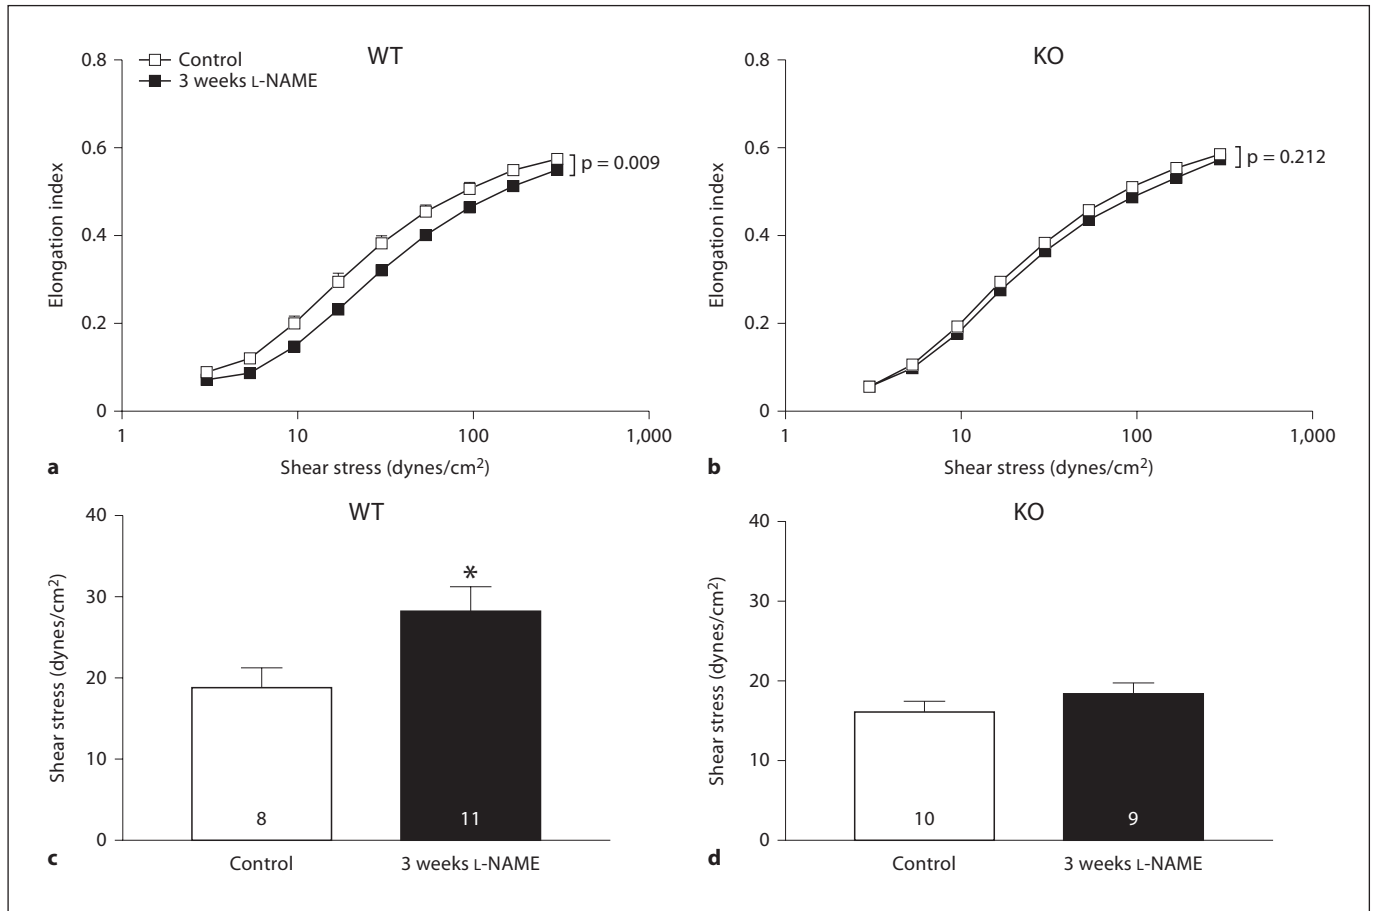 WT
Control
3 weeks L-NAME
0.8
0.6
0.4
0.2
0
Elongation index
p = 0.009
1
10
100
1,000
Shear stress (dynes/cm²)
a
KO
0.8
0.6
0.4
0.2
0
Elongation index
p = 0.212
1
10
100
1,000
Shear stress (dynes/cm²)
b
WT
40
30
20
10
0
Shear stress (dynes/cm²)
*
8
11
Control
3 weeks L-NAME
c
KO
40
30
20
10
0
Shear stress (dynes/cm²)
10
9
Control
3 weeks L-NAME
d